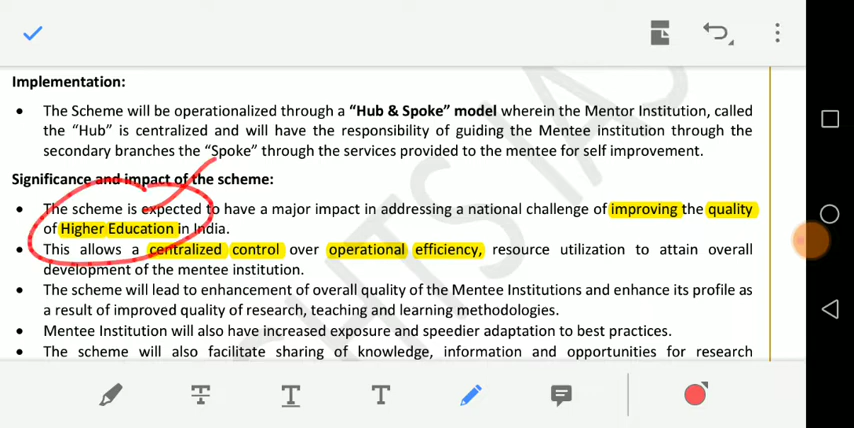 Implementation:
• The Scheme will be operationalized through a "Hub & Spoke" model wherein the Mentor Institution, called
the "Hub" is centralized and will have the responsibility of guiding the Mentee institution through the
secondary branches the "Spoke" through the services provided to the mentee for self improvement.
Significance and impact of the scheme:
• The scheme is expected to have a major impact in addressing a national challenge of improving the quality
of Higher Education in India.
• This allows a centralized control over operational efficiency, resource utilization to attain overall
development of the mentee institution.
• The scheme will lead to enhancement of overall quality of the Mentee Institutions and enhance its profile as
a result of improved quality of research, teaching and learning methodologies.
• Mentee Institution will also have increased exposure and speedier adaptation to best practices.
• The scheme will also facilitate sharing of knowledge, information and opportunities for research